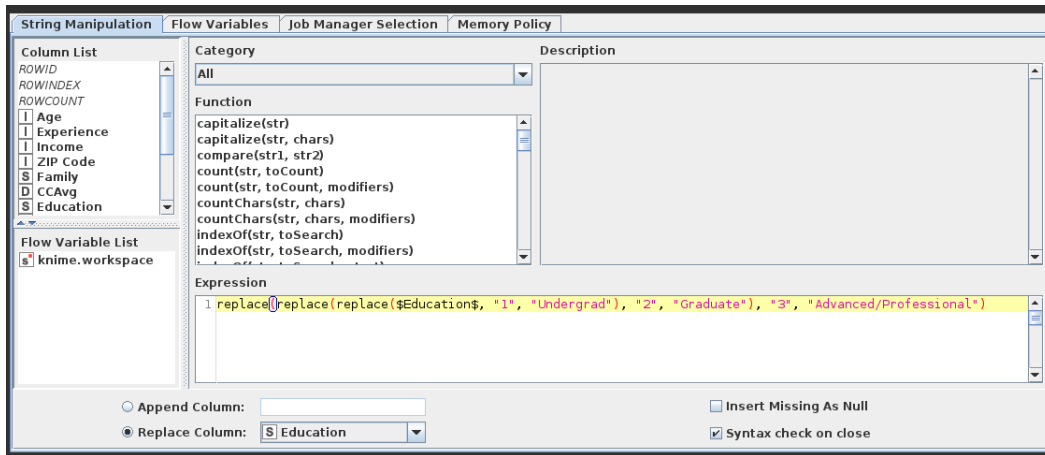 String Manipulation Flow Variables Job Manager Selection Memory Policy
Column List
ROWID
ROWINDEX
ROWCOUNT
I Age
I Experience
I Income
I ZIP Code
S Family
D CCAvg
S Education
Flow Variable List
s knime.workspace
Category
All
Function
capitalize(str)
capitalize(str, chars)
compare(str1, str2)
count(str, toCount)
count(str, toCount, modifiers)
countChars(str, chars)
countChars(str, chars, modifiers)
indexOf(str, toSearch)
indexOf(str, toSearch, modifiers)
Description
Expression
1 replace(replace(replace($Education$, "1", "Undergrad"), "2", "Graduate"), "3", "Advanced/Professional")
Append Column:
Insert Missing As Null
Replace Column: S Education
Syntax check on close